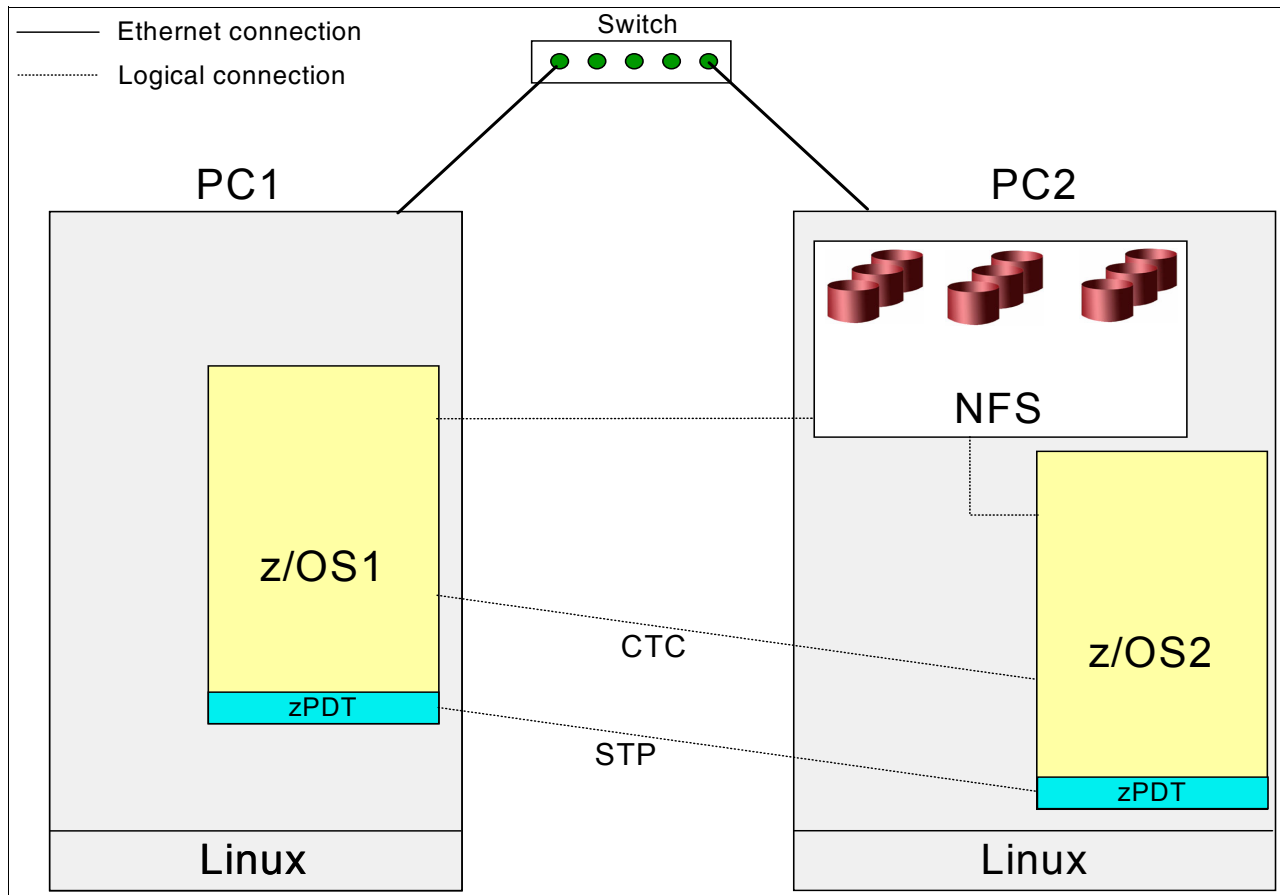 Ethernet connection
Logical connection
Switch
PC1
PC2
NFS
z/OS1
z/OS2
CTC
zPDT
STP
zPDT
Linux
Linux